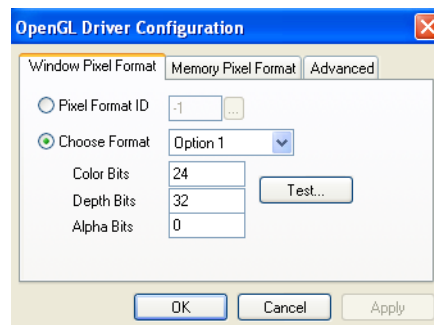 OpenGL Driver Configuration
Window Pixel Format Memory Pixel Format Advanced
Pixel Format ID -1 ...
Choose Format Option 1
Color Bits 24
Test...
Depth Bits 32
Alpha Bits 0
OK Cancel Apply